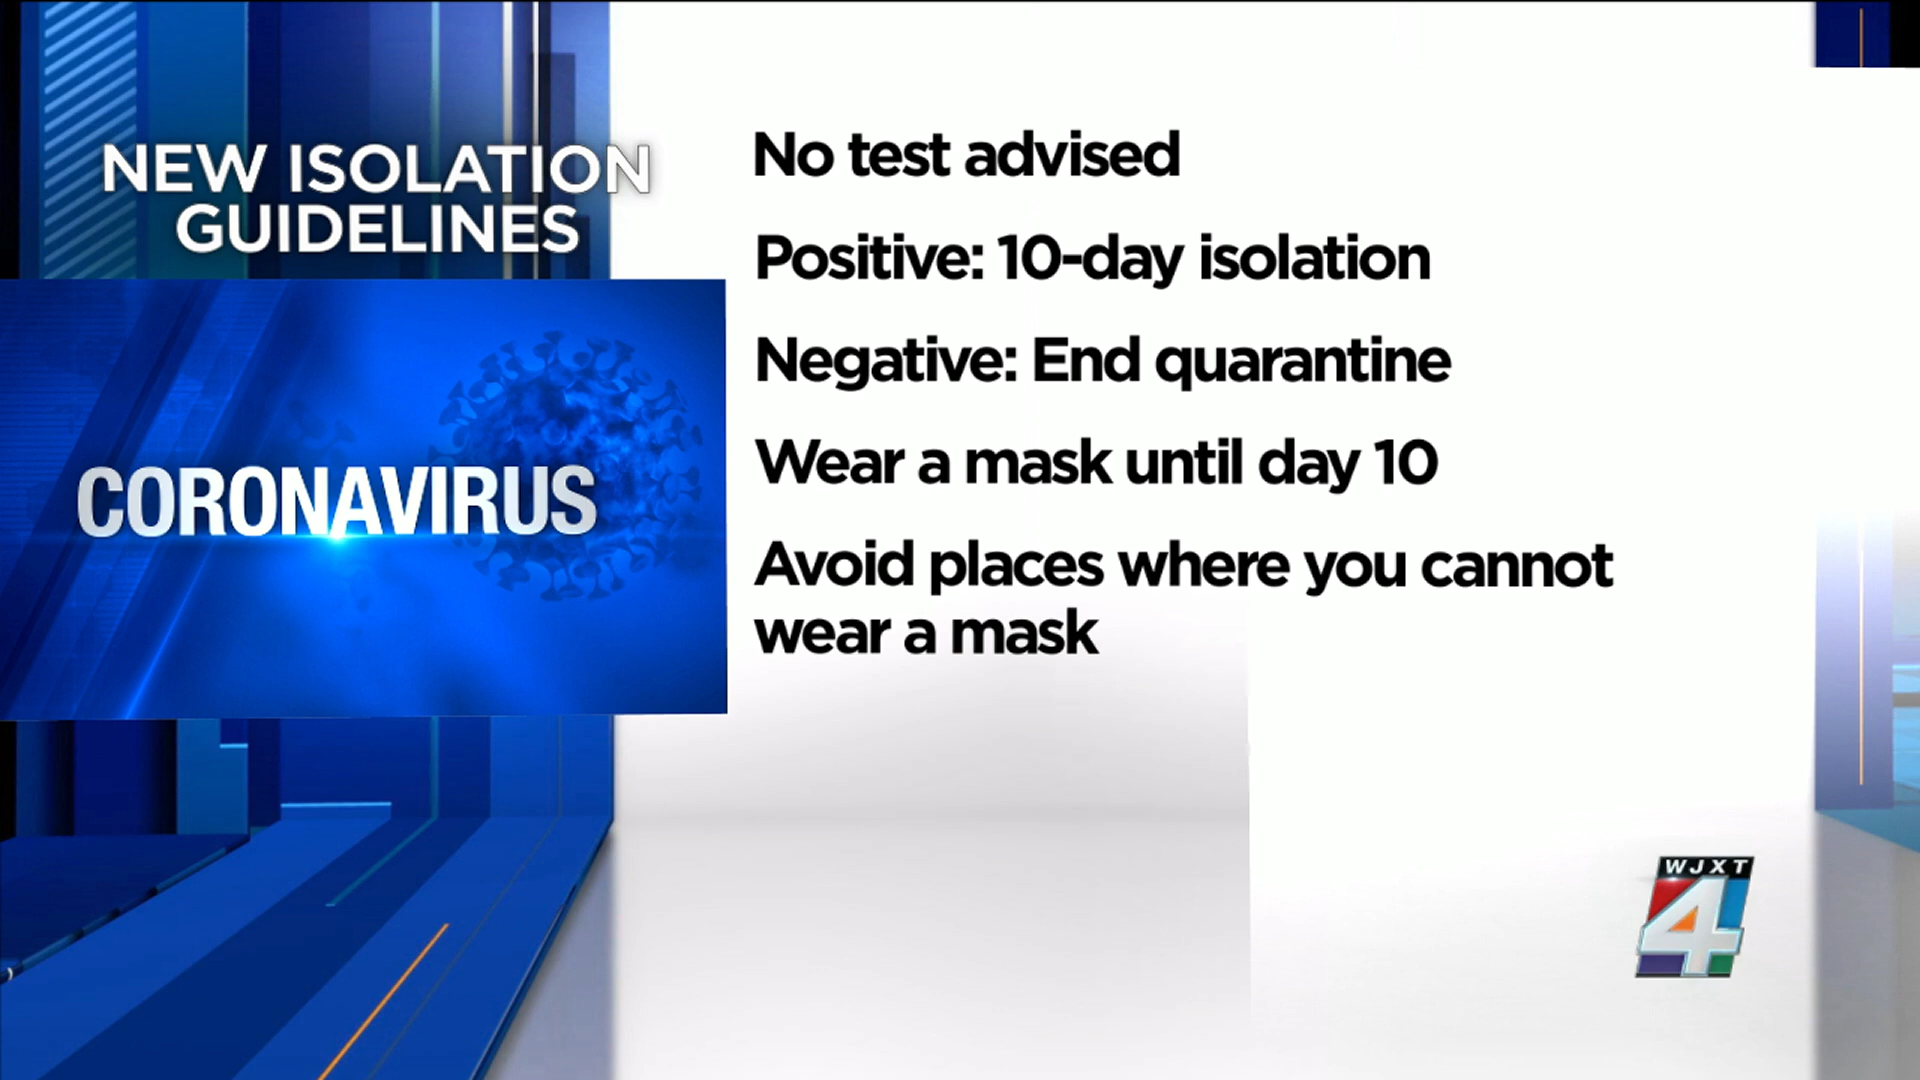 NEW ISOLATION
GUIDELINES
CORONAVIRUS
No test advised
Positive: 10-day isolation
Negative: End quarantine
Wear a mask until day 10
Avoid places where you cannot
wear a mask
WJXT
4